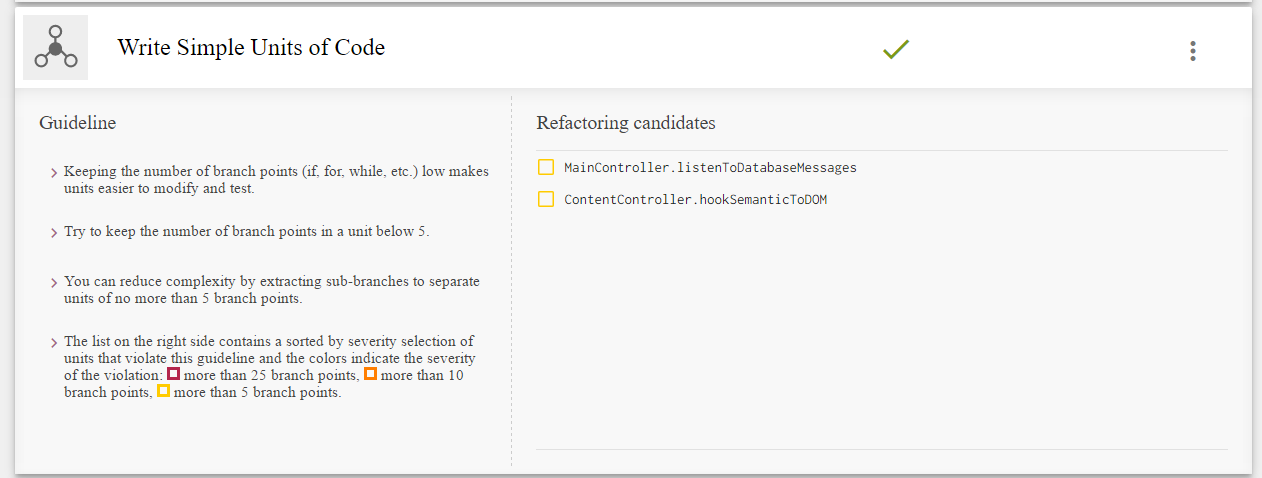 Write Simple Units of Code
Guideline
Keeping the number of branch points (if, for, while, etc.) low makes
units easier to modify and test.
Try to keep the number of branch points in a unit below 5.
You can reduce complexity by extracting sub-branches to separate
units of no more than 5 branch points.
The list on the right side contains a sorted by severity selection of
units that violate this guideline and the colors indicate the severity
of the violation: more than 25 branch points, more than 10
branch points, more than 5 branch points.
Refactoring candidates
MainController.listenToDatabaseMessages
ContentController.hookSemanticToDOM